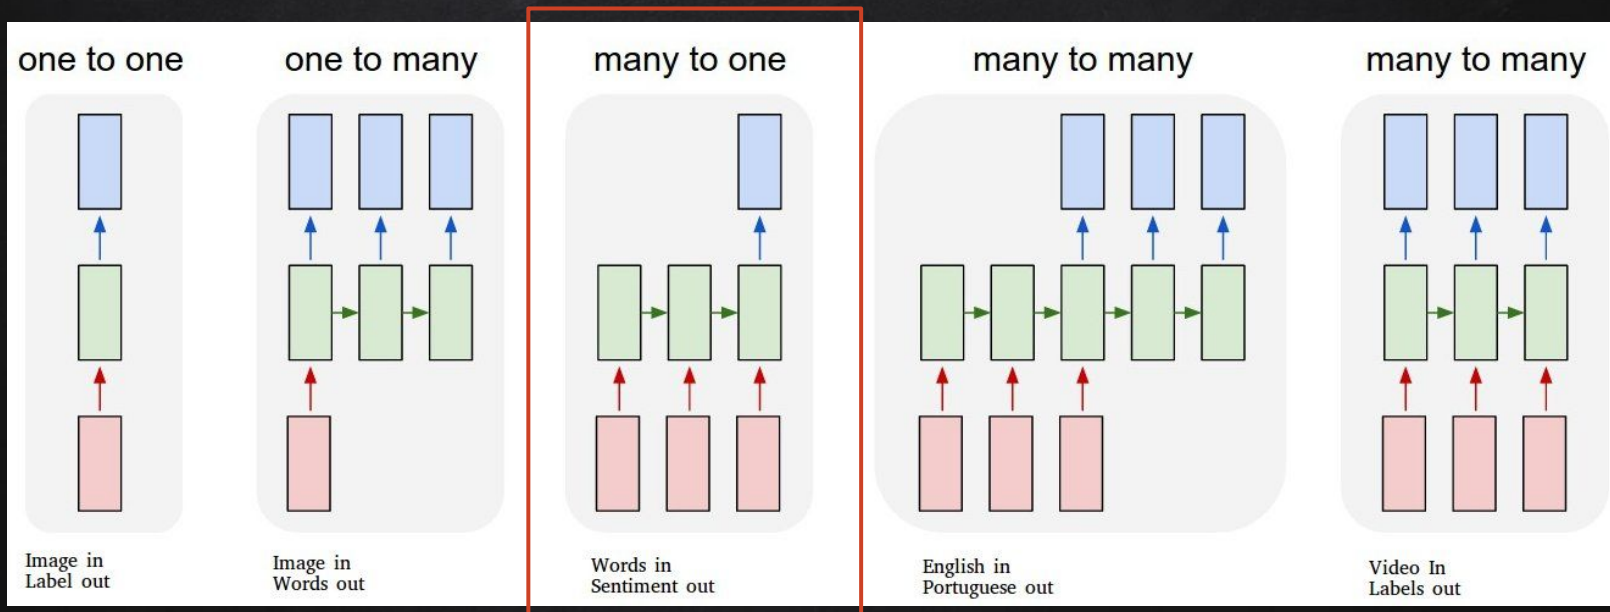 one to one
one to many
many to one
many to many
many to many
Image in
Label out
Image in
Words out
Words in
Sentiment out
English in
Portuguese out
Video In
Labels out